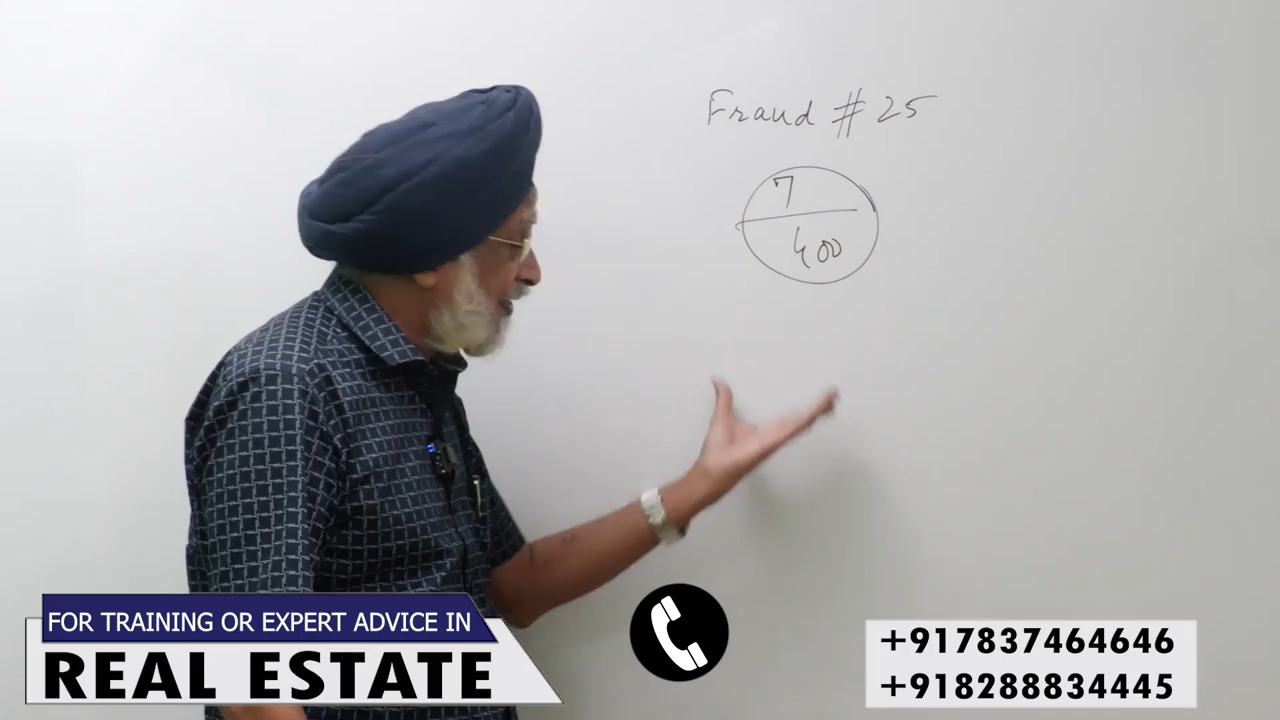 Fraud # 25
7
400
FOR TRAINING OR EXPERT ADVICE IN
REAL ESTATE
+917837464646
+918288834445